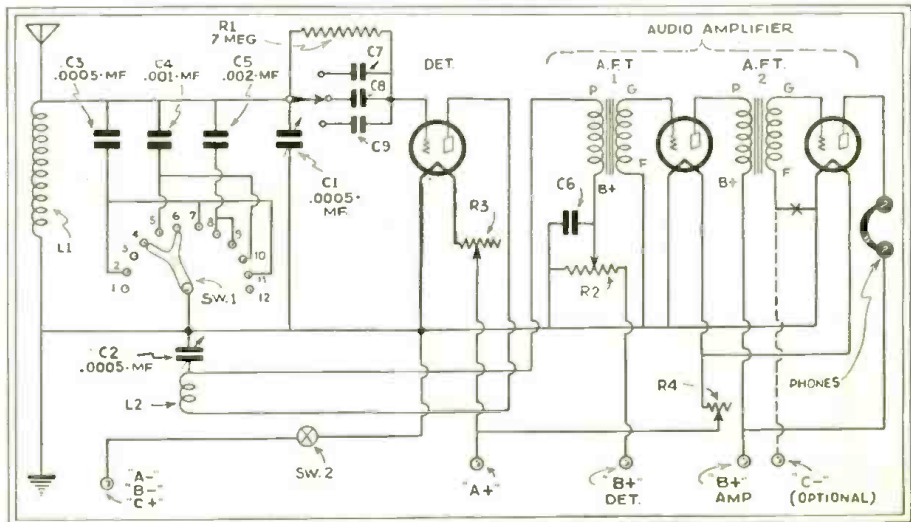 AUDIO AMPLIFIER
R1
7 MEG
C3
.0005-MF
C4
.001-MF
C5
.002-MF
C7
C8
C9
DET.
A.F.T.
1
A.F.T.
2
P
G
P
G
F
B+
B+
F
L1
C1
.0005-
MF.
C6
R3
R2
1
2
3
4
5
6
7
8
9
10
11
12
SW.1
C2
.0005-MF
L2
R4
PHONES
SW.2
"A-"
"B-"
"C+"
"A+"
"B+"
DET.
"B+"
AMP
"C-"
(OPTIONAL)